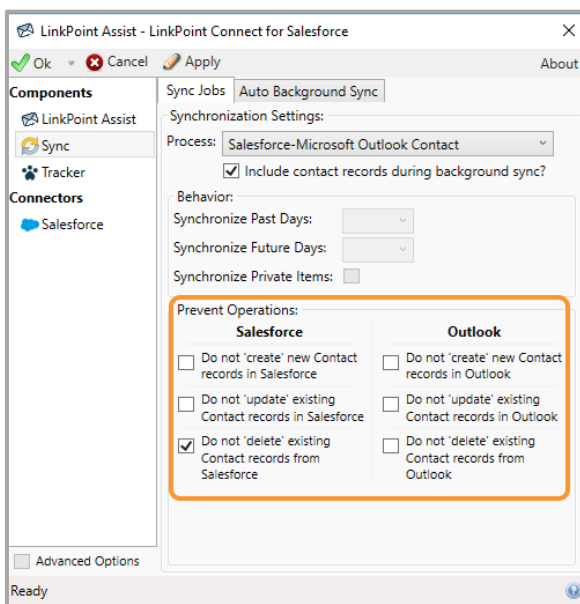 LinkPoint Assist - LinkPoint Connect for Salesforce
Ok Cancel Apply About
Components
LinkPoint Assist
Sync
Tracker
Connectors
Salesforce
Advanced Options
Sync Jobs Auto Background Sync
Synchronization Settings:
Process: Salesforce-Microsoft Outlook Contact
Include contact records during background sync?
Behavior:
Synchronize Past Days:
Synchronize Future Days:
Synchronize Private Items:
Prevent Operations:
Salesforce
Do not 'create' new Contact
records in Salesforce
Do not 'update' existing
Contact records in Salesforce
Do not 'delete' existing
Contact records from
Salesforce
Outlook
Do not 'create' new Contact
records in Outlook
Do not 'update' existing
Contact records in Outlook
Do not 'delete' existing
Contact records from
Outlook
Ready